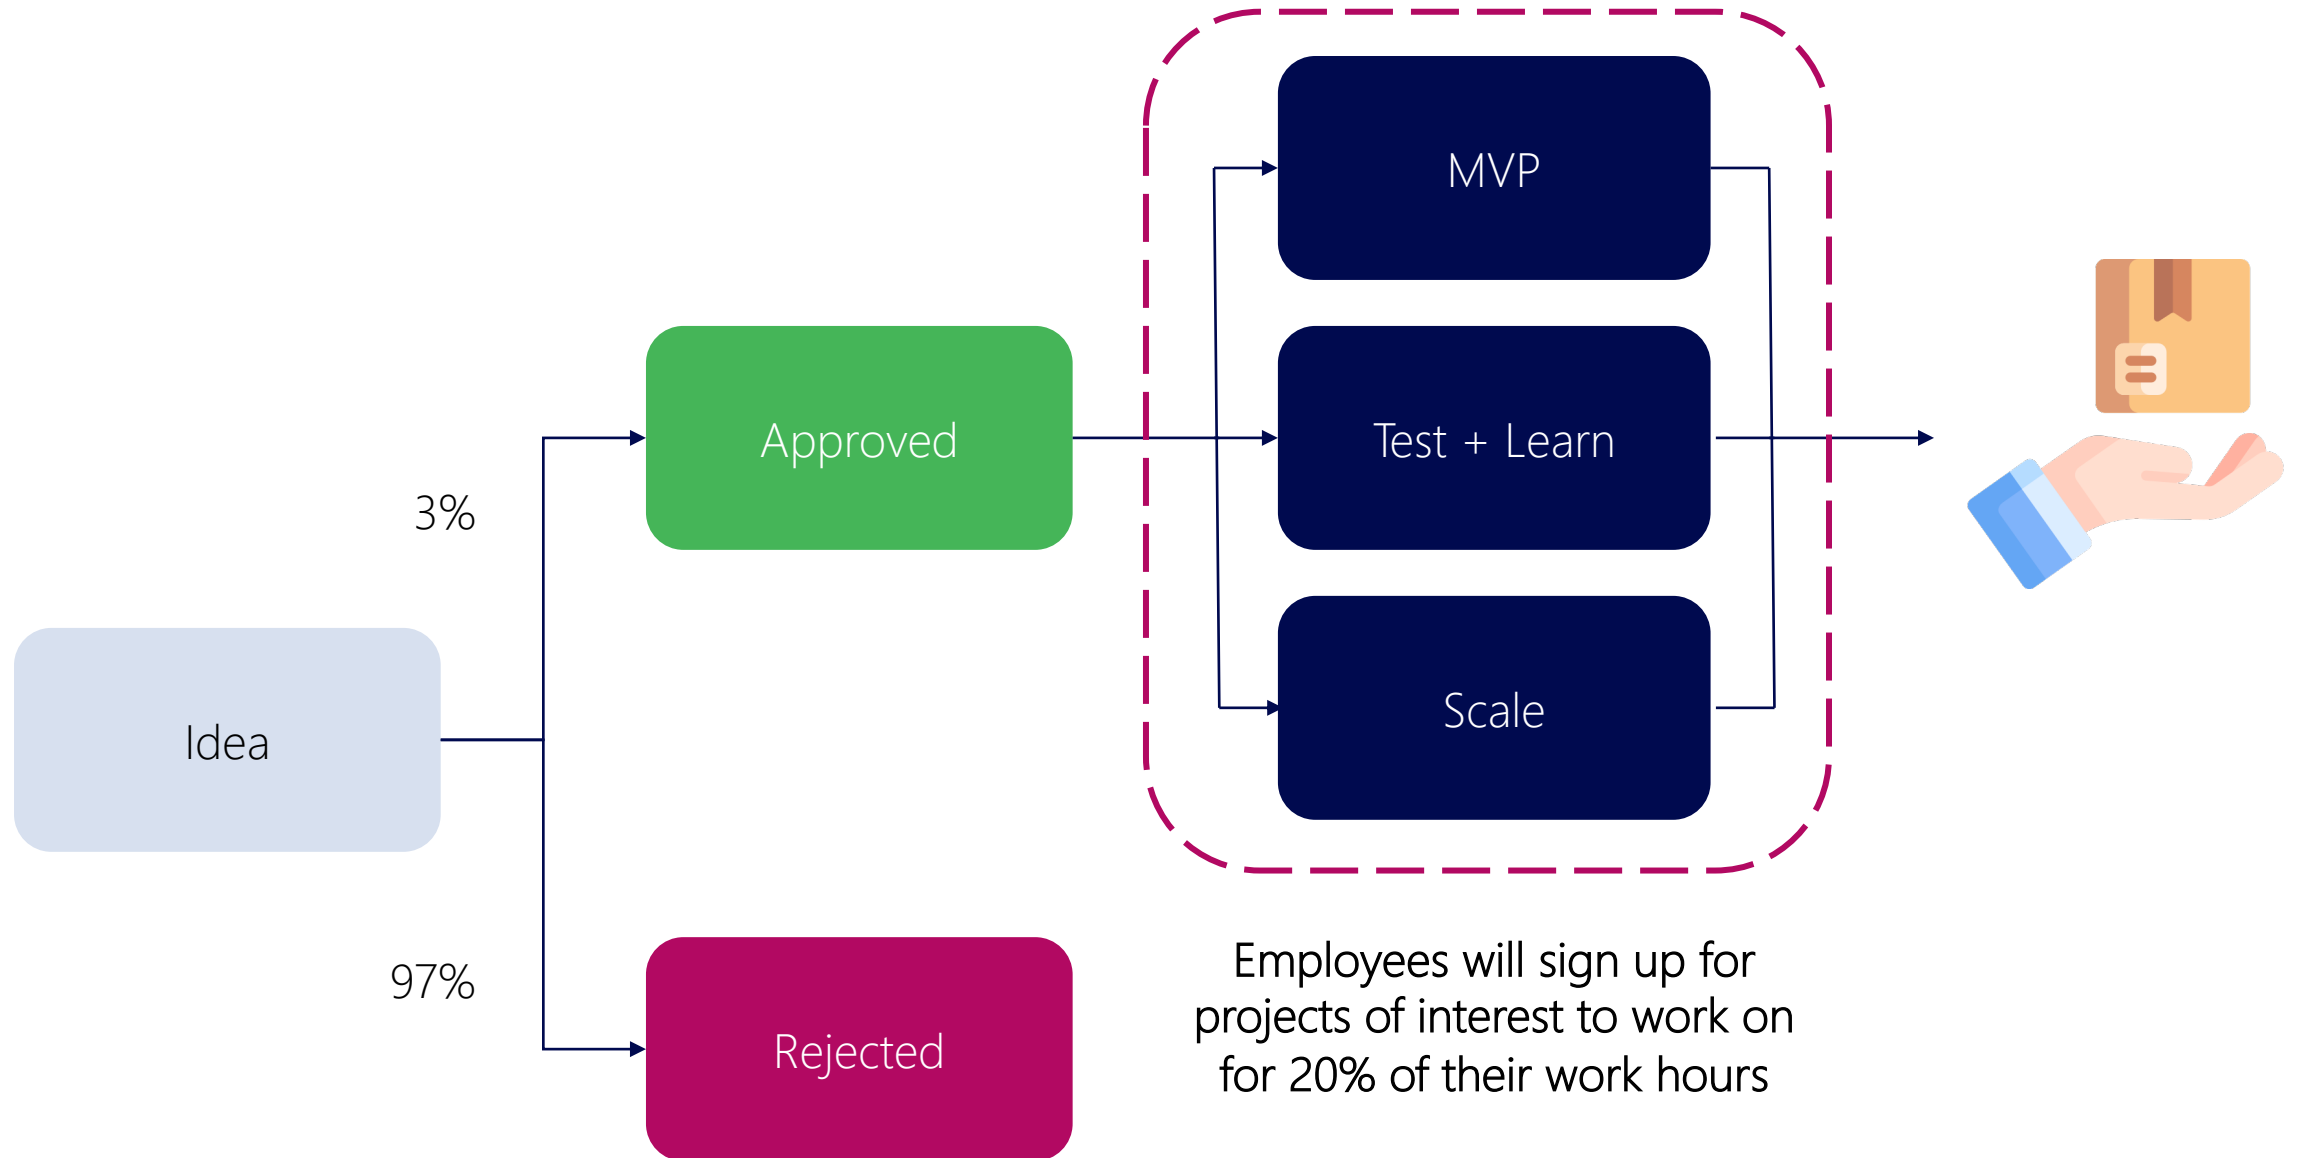 MVP
Approved
Test + Learn
3%
Idea
Scale
97%
Rejected
Employees will sign up for
projects of interest to work on
for 20% of their work hours